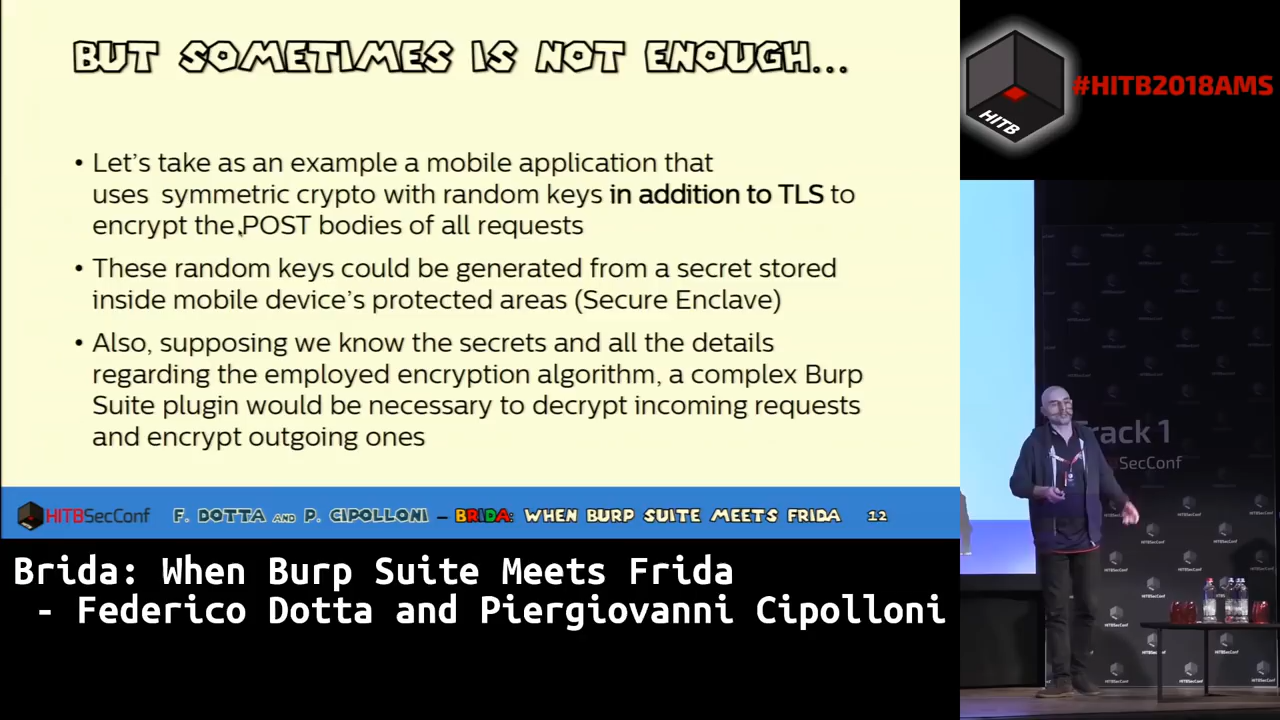 BUT SOMETIMES IS NOT ENOUGH...
#HITB2018AMS
HITB
• Let's take as an example a mobile application that
uses symmetric crypto with random keys in addition to TLS to
encrypt the POST bodies of all requests
• These random keys could be generated from a secret stored
inside mobile device's protected areas (Secure Enclave)
• Also, supposing we know the secrets and all the details
regarding the employed encryption algorithm, a complex Burp
Suite plugin would be necessary to decrypt incoming requests
and encrypt outgoing ones
HITBSecConf F. DOTTA AND P. CIPOLLONI – BRIDA: WHEN BURP SUITE MEETS FRIDA 12
Track 1
SecConf
Brida: When Burp Suite Meets Frida
- Federico Dotta and Piergiovanni Cipolloni